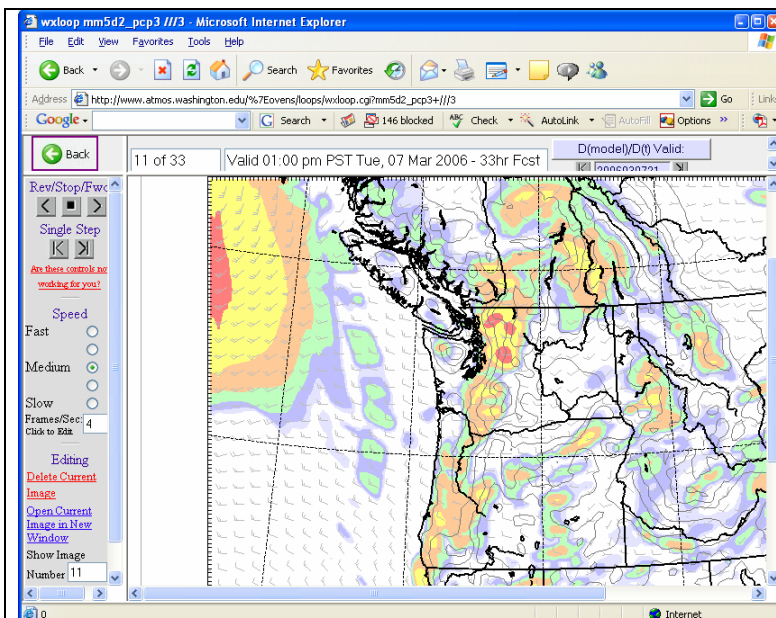 wxloop mm5d2_pcp3 ///3 - Microsoft Internet Explorer
File Edit View Favorites Tools Help
Back Search Favorites
Address http://www.atmos.washington.edu/%7Eovens/loops/wxloop.cgi?mm5d2_pcp3+///3 Go Links
Google Search 146 blocked Check AutoLink AutoFill Options »
Back
11 of 33
Valid 01:00 pm PST Tue, 07 Mar 2006 - 33hr Fcst
D(model)/D(t) Valid:
2006030721
Rev/Stop/Fwd
Single Step
Are these controls not
working for you?
Speed
Fast
Medium
Slow
Frames/Sec: 4
Click to Edit
Editing
Delete Current
Image
Open Current
Image in New
Window
Show Image
Number 11
0
Internet